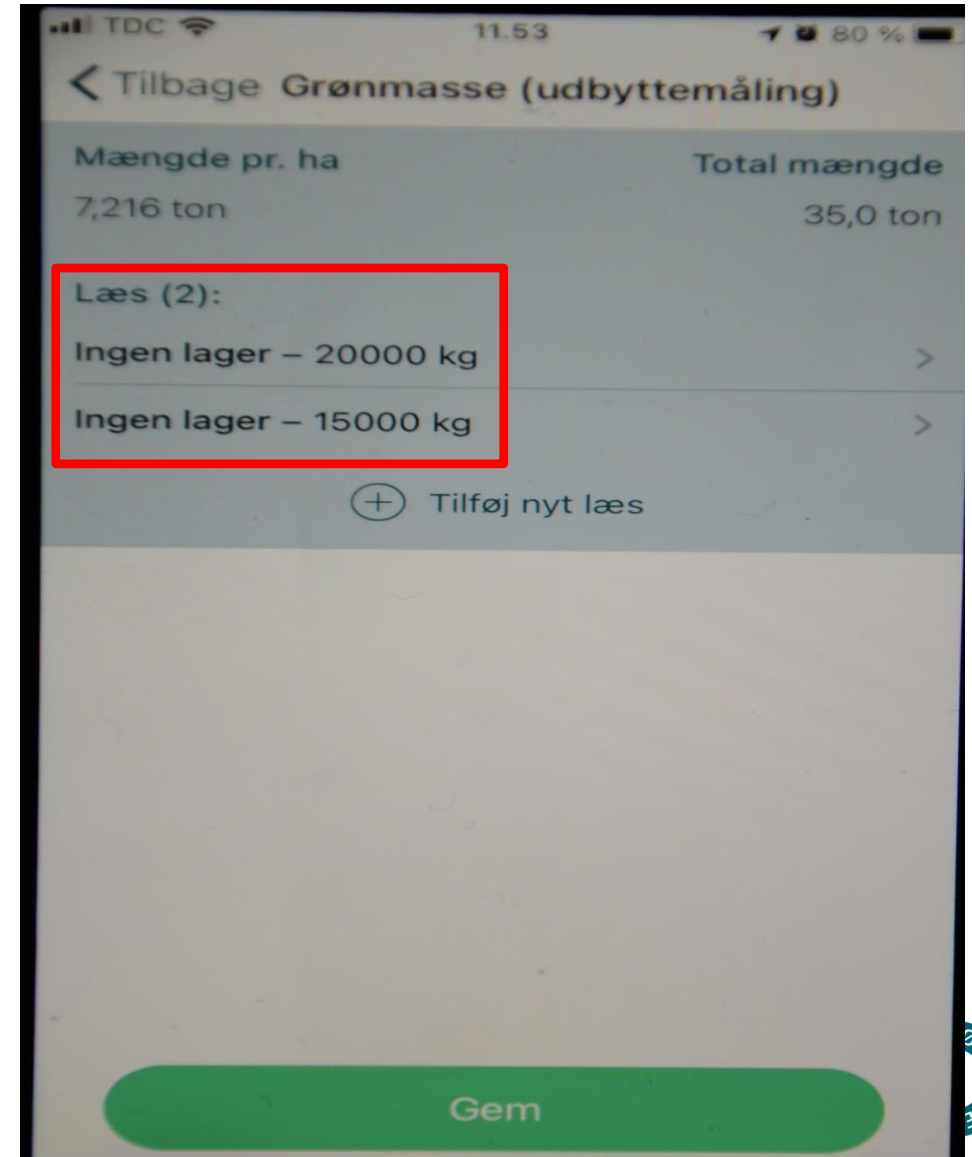 TDC 11.53 80 %
Tilbage Grønmasse (udbyttemåling)
Mængde pr. ha Total mængde
7,216 ton 35,0 ton
Læs (2):
Ingen lager – 20000 kg
Ingen lager – 15000 kg
Tilføj nyt læs
Gem